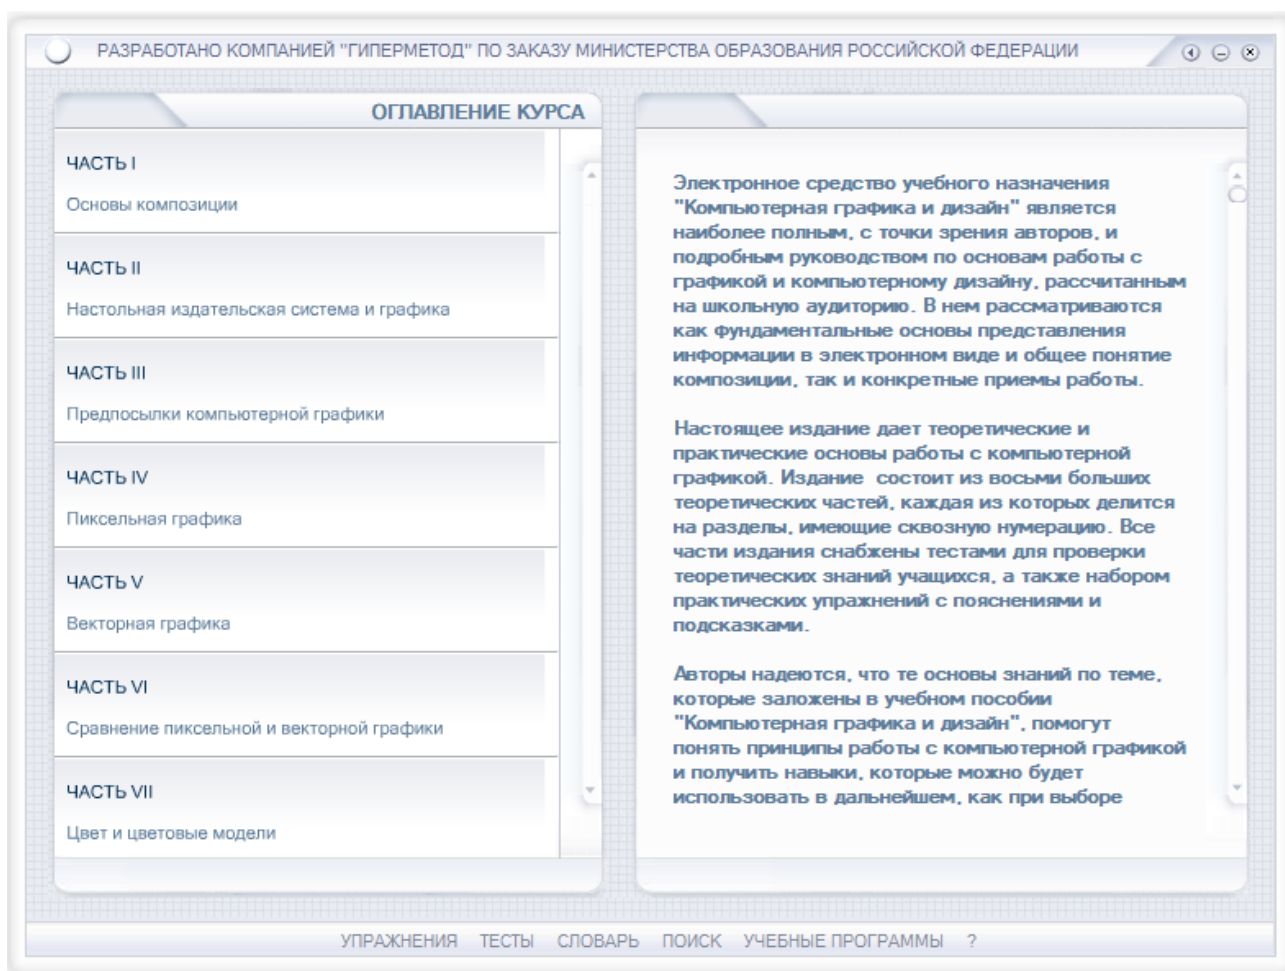 РАЗРАБОТАНО КОМПАНИЕЙ "ГИПЕРМЕТОД" ПО ЗАКАЗУ МИНИСТЕРСТВА ОБРАЗОВАНИЯ РОССИЙСКОЙ ФЕДЕРАЦИИ
ОГЛАВЛЕНИЕ КУРСА
ЧАСТЬ I
Основы композиции
ЧАСТЬ II
Настольная издательская система и графика
ЧАСТЬ III
Предпосылки компьютерной графики
ЧАСТЬ IV
Пиксельная графика
ЧАСТЬ V
Векторная графика
ЧАСТЬ VI
Сравнение пиксельной и векторной графики
ЧАСТЬ VII
Цвет и цветовые модели
Электронное средство учебного назначения
"Компьютерная графика и дизайн" является
наиболее полным, с точки зрения авторов, и
подробным руководством по основам работы с
графикой и компьютерному дизайну, рассчитанным
на школьную аудиторию. В нем рассматриваются
как фундаментальные основы представления
информации в электронном виде и общее понятие
композиции, так и конкретные приемы работы.
Настоящее издание дает теоретические и
практические основы работы с компьютерной
графикой. Издание состоит из восьми больших
теоретических частей, каждая из которых делится
на разделы, имеющие сквозную нумерацию. Все
части издания снабжены тестами для проверки
теоретических знаний учащихся, а также набором
практических упражнений с пояснениями и
подсказками.
Авторы надеются, что те основы знаний по теме,
которые заложены в учебном пособии
"Компьютерная графика и дизайн", помогут
понять принципы работы с компьютерной графикой
и получить навыки, которые можно будет
использовать в дальнейшем, как при выборе
УПРАЖНЕНИЯ ТЕСТЫ СЛОВАРЬ ПОИСК УЧЕБНЫЕ ПРОГРАММЫ ?